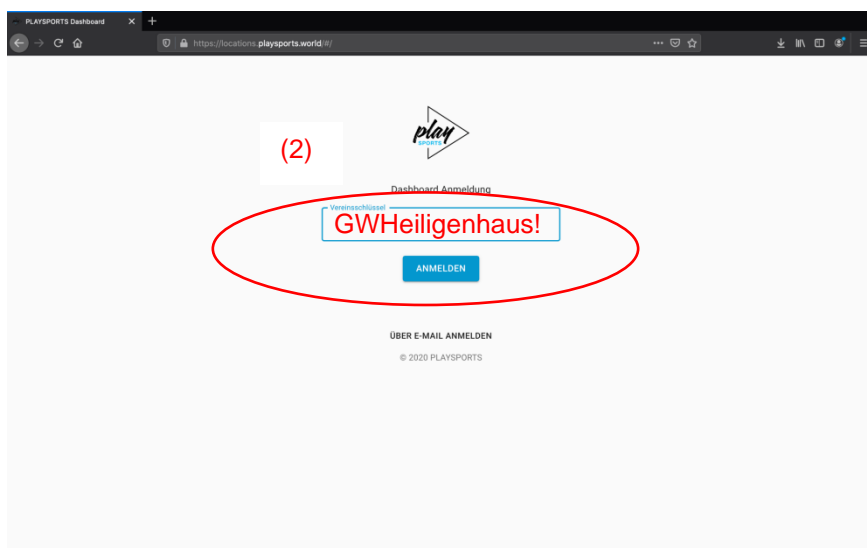 PLAYSPORTS Dashboard
https://locations.playsports.world/#/
play
SPORTS
(2)
Dashboard Anmeldung
Vereinsschlüssel
GWHeiligenhaus!
ANMELDEN
ÜBER E-MAIL ANMELDEN
© 2020 PLAYSPORTS